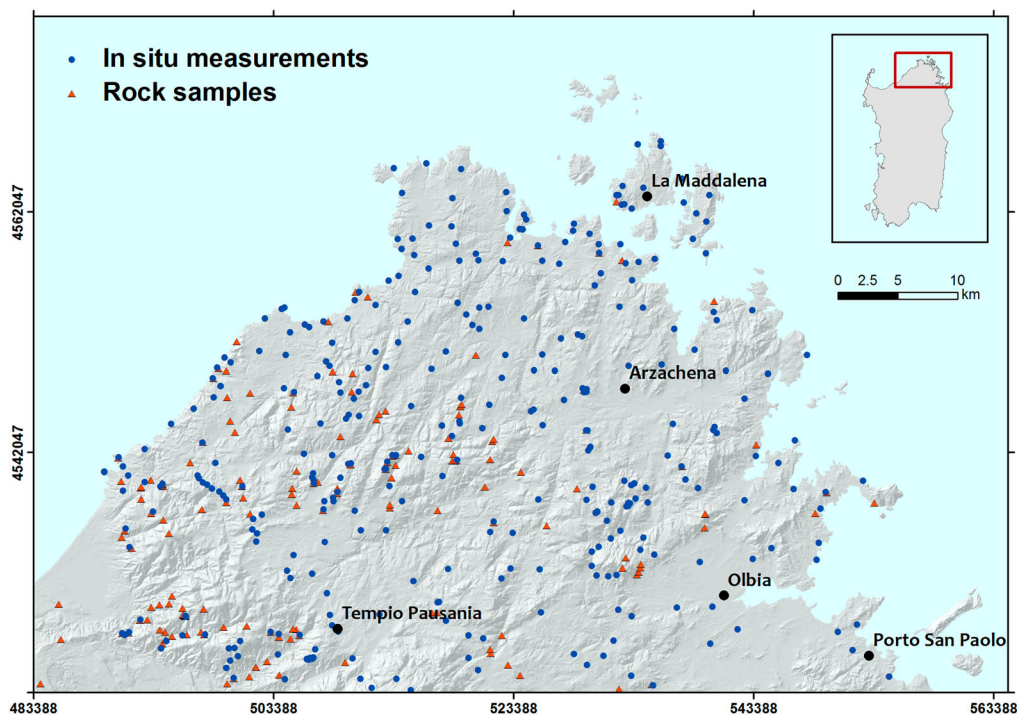 In situ measurements
Rock samples
La Maddalena
4562047
0 2.5 5 10
km
Arzachena
4542047
Olbia
Tempio Pausania
Porto San Paolo
483388 503388 523388 543388 563388